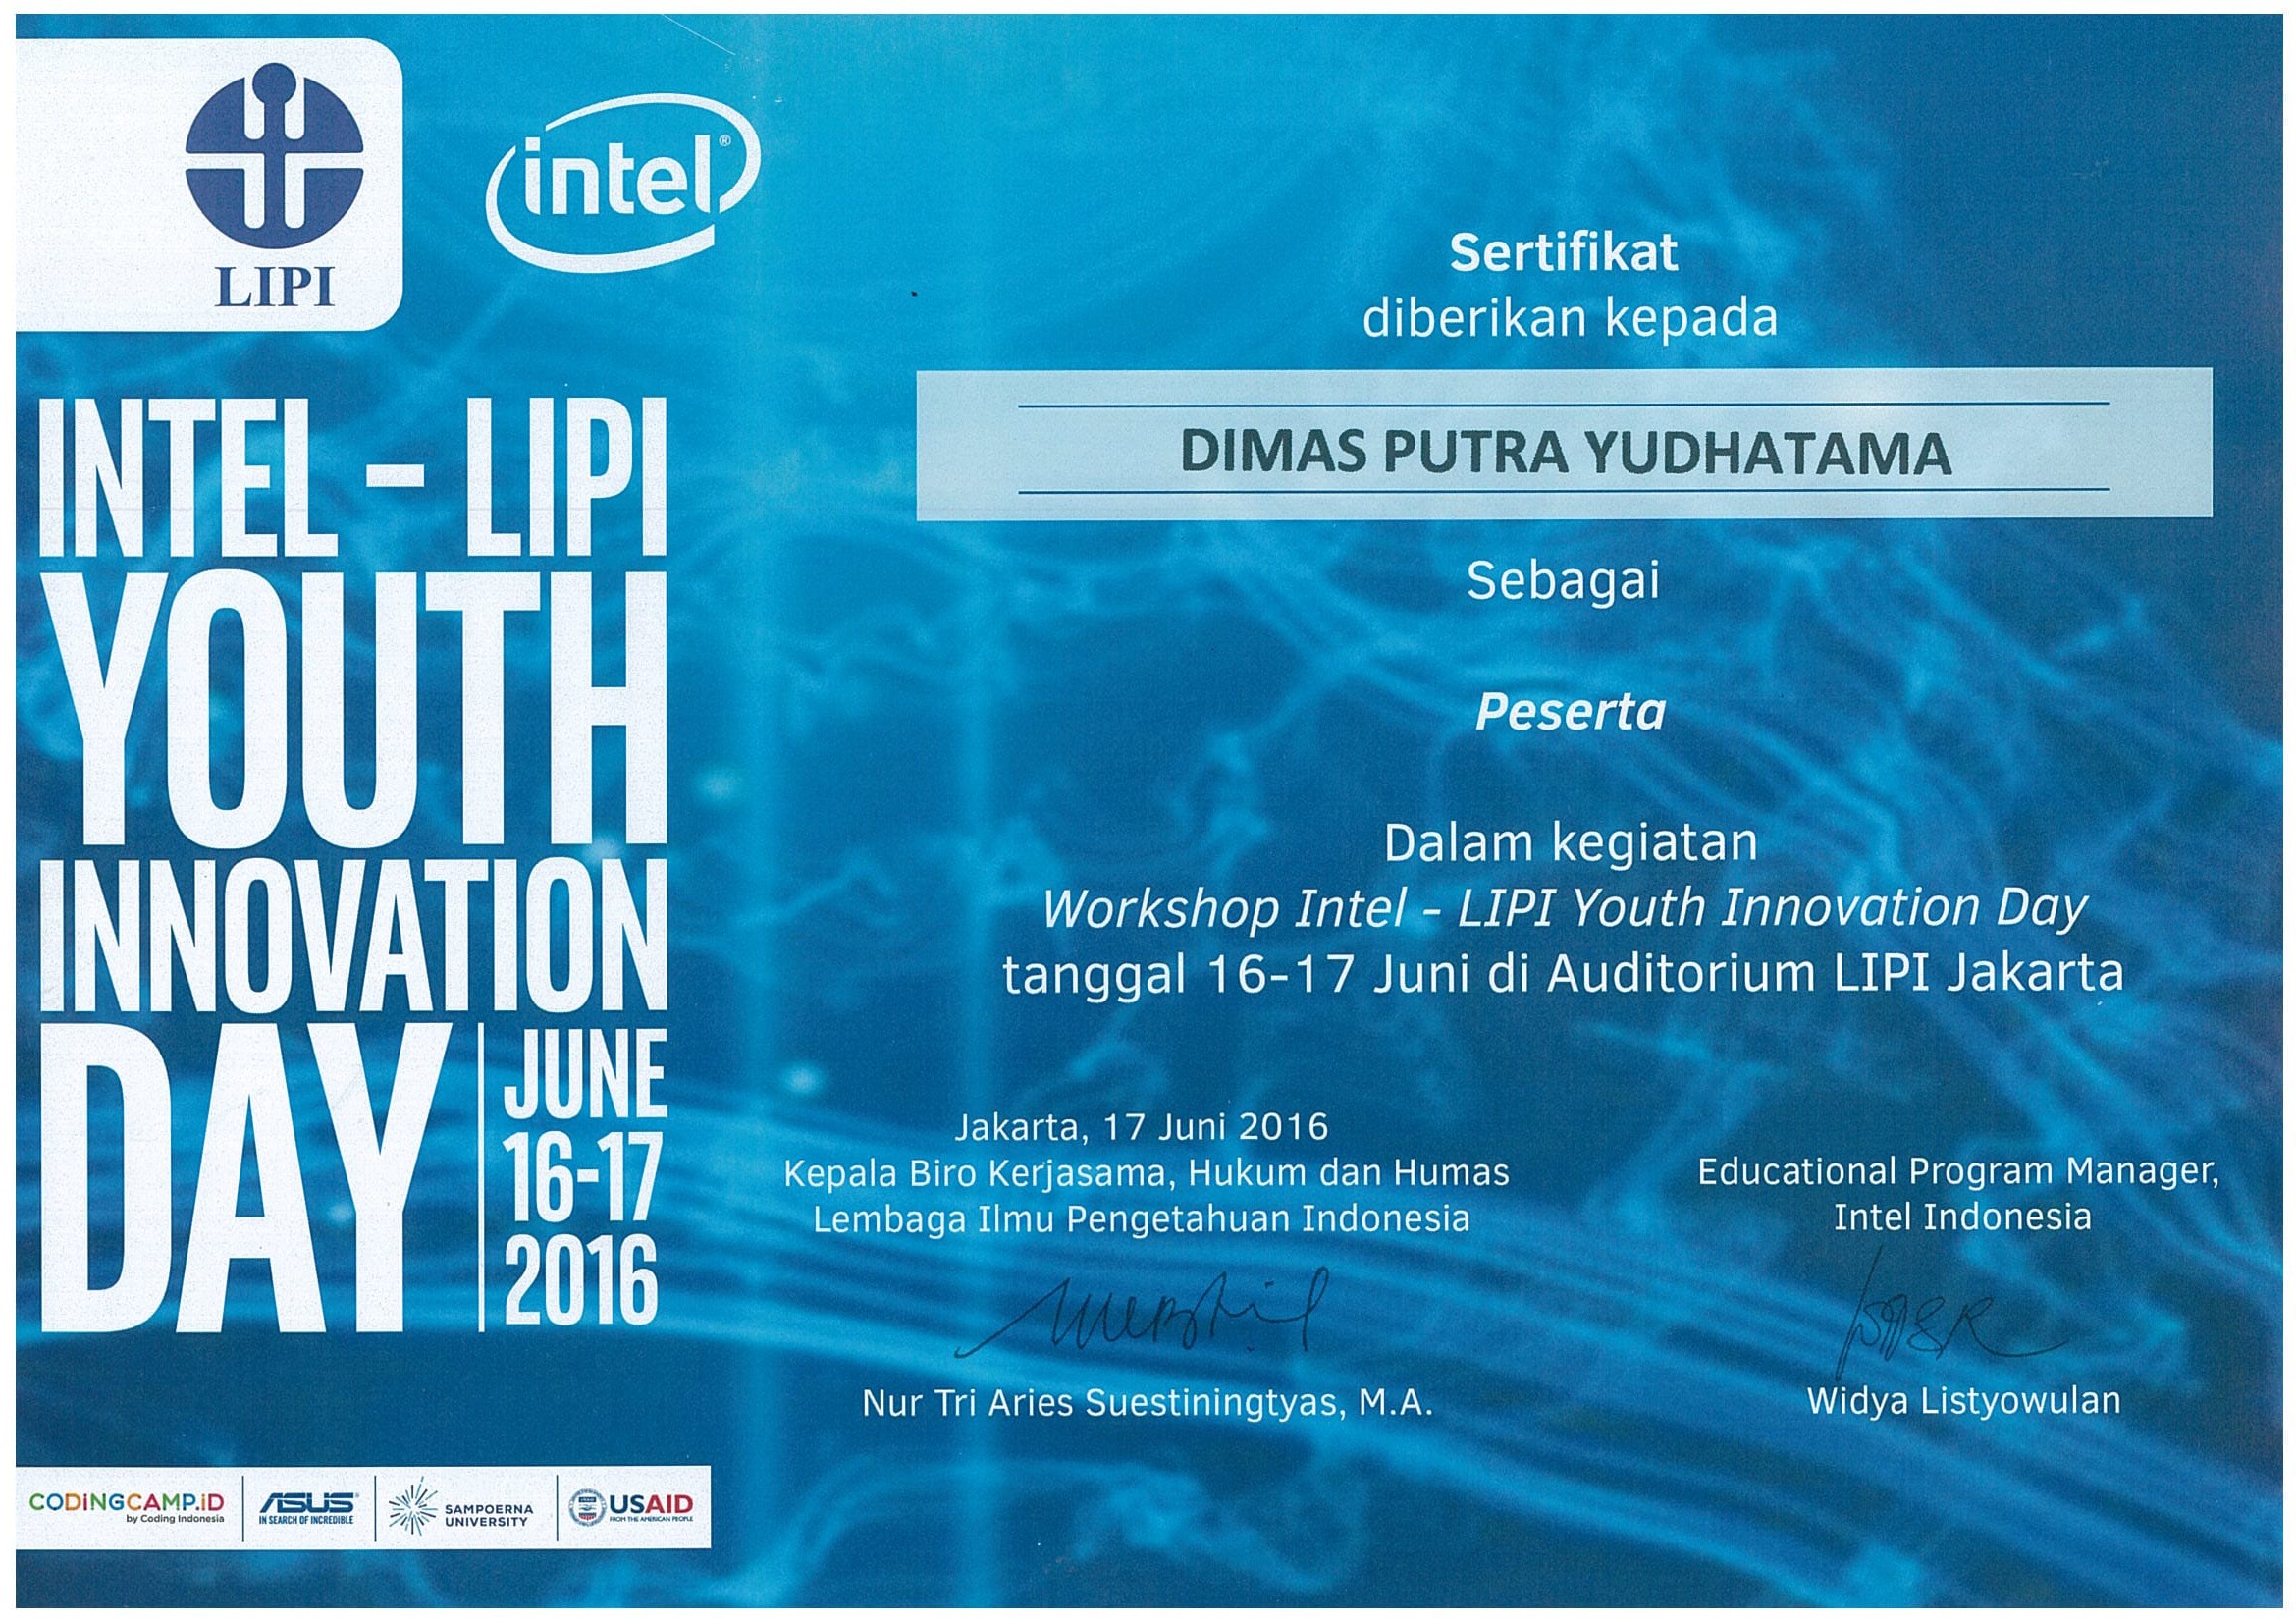 LIPI
intel®
INTEL – LIPI
YOUTH
INNOVATION
DAY
JUNE
16-17
2016
Sertifikat
diberikan kepada
DIMAS PUTRA YUDHATAMA
Sebagai
Peserta
Dalam kegiatan
Workshop Intel - LIPI Youth Innovation Day
tanggal 16-17 Juni di Auditorium LIPI Jakarta
Jakarta, 17 Juni 2016
Kepala Biro Kerjasama, Hukum dan Humas
Lembaga Ilmu Pengetahuan Indonesia
Nur Tri Aries Suestiningtyas, M.A.
Educational Program Manager,
Intel Indonesia
Widya Listyowulan
CODiNGCAMP.iD
by Coding Indonesia
ASUS
IN SEARCH OF INCREDIBLE
SAMPOERNA
UNIVERSITY
USAID
FROM THE AMERICAN PEOPLE